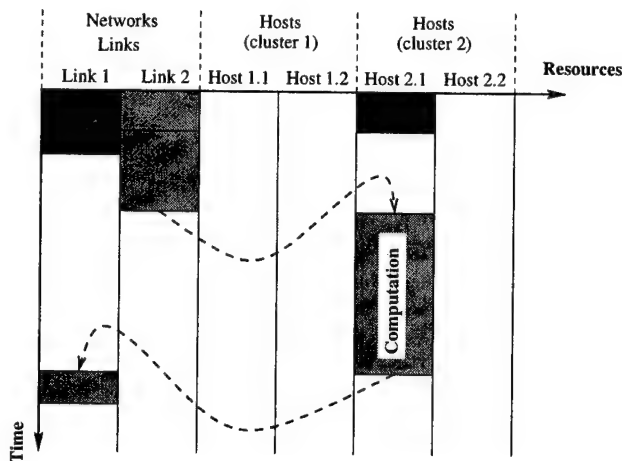 Networks
Links
Hosts
(cluster 1)
Hosts
(cluster 2)
Link 1
Link 2
Host 1.1
Host 1.2
Host 2.1
Host 2.2
Resources
Computation
Time